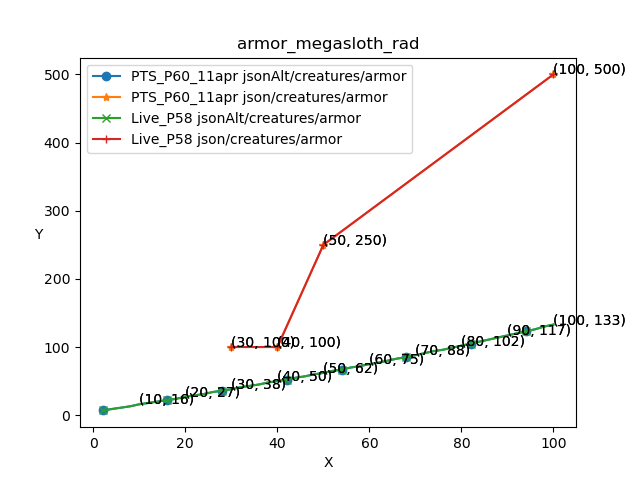 armor_megasloth_rad
PTS_P60_11apr jsonAlt/creatures/armor
PTS_P60_11apr json/creatures/armor
Live_P58 jsonAlt/creatures/armor
Live_P58 json/creatures/armor
(100, 500)
(50, 250)
(30, 100)
(40, 100)
(10, 16)
(20, 27)
(30, 38)
(40, 50)
(50, 62)
(60, 75)
(70, 88)
(80, 102)
(90, 117)
(100, 133)
500
400
300
200
100
0
Y
0 20 40 60 80 100
X